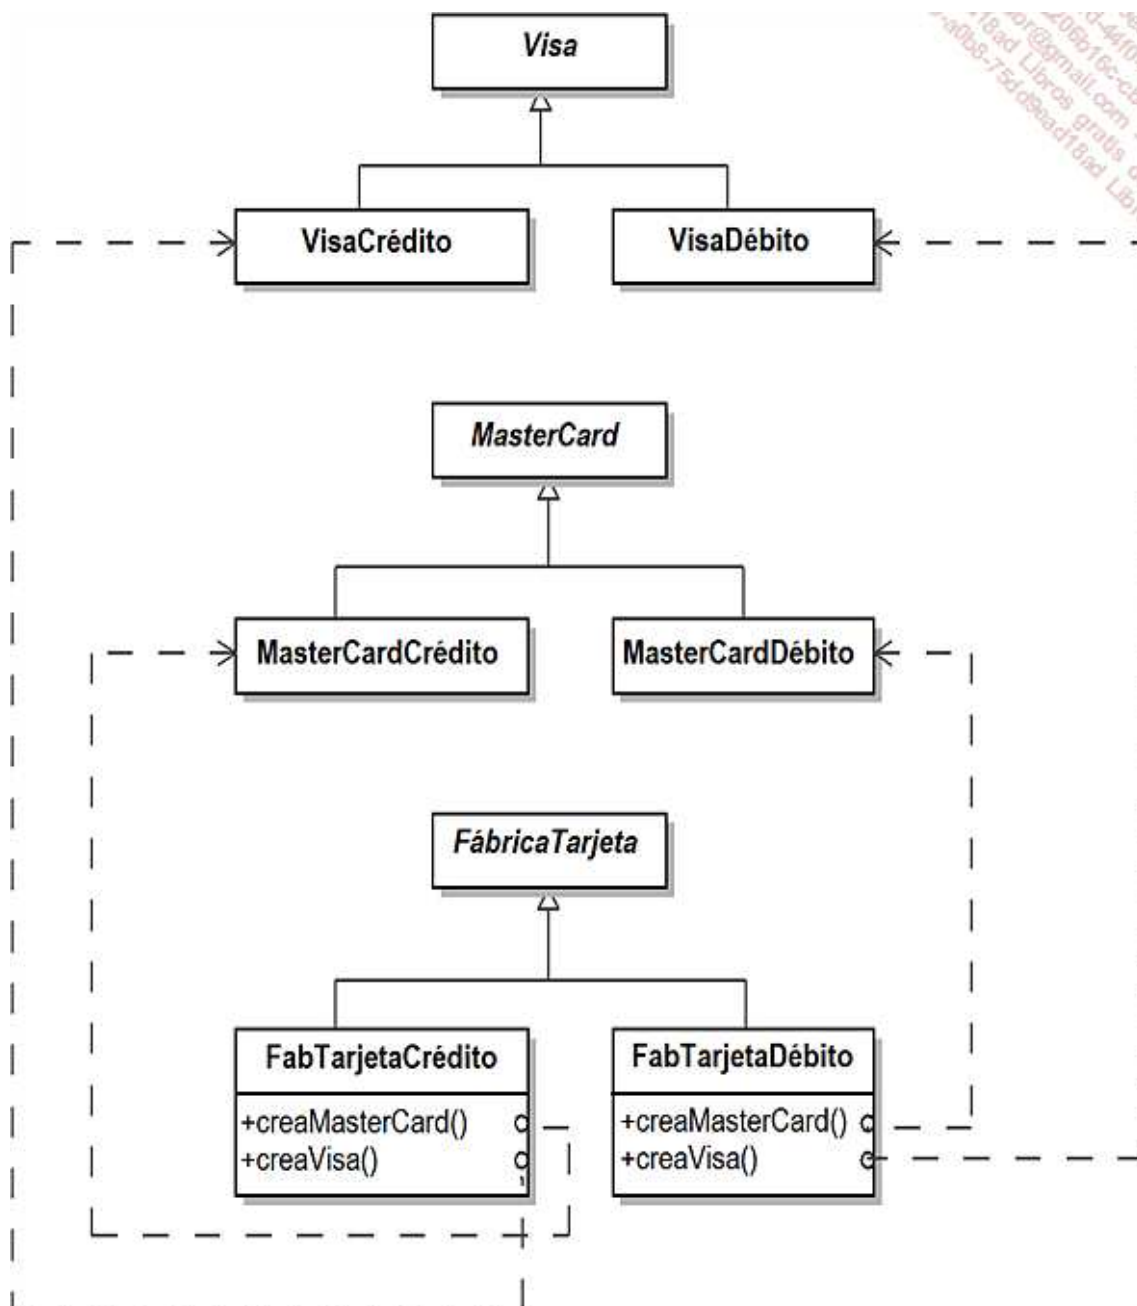 Visa
VisaCrédito
VisaDébito
MasterCard
MasterCardCrédito
MasterCardDébito
FábricaTarjeta
FabTarjetaCrédito
+creaMasterCard()
+creaVisa()
FabTarjetaDébito
+creaMasterCard()
+creaVisa()